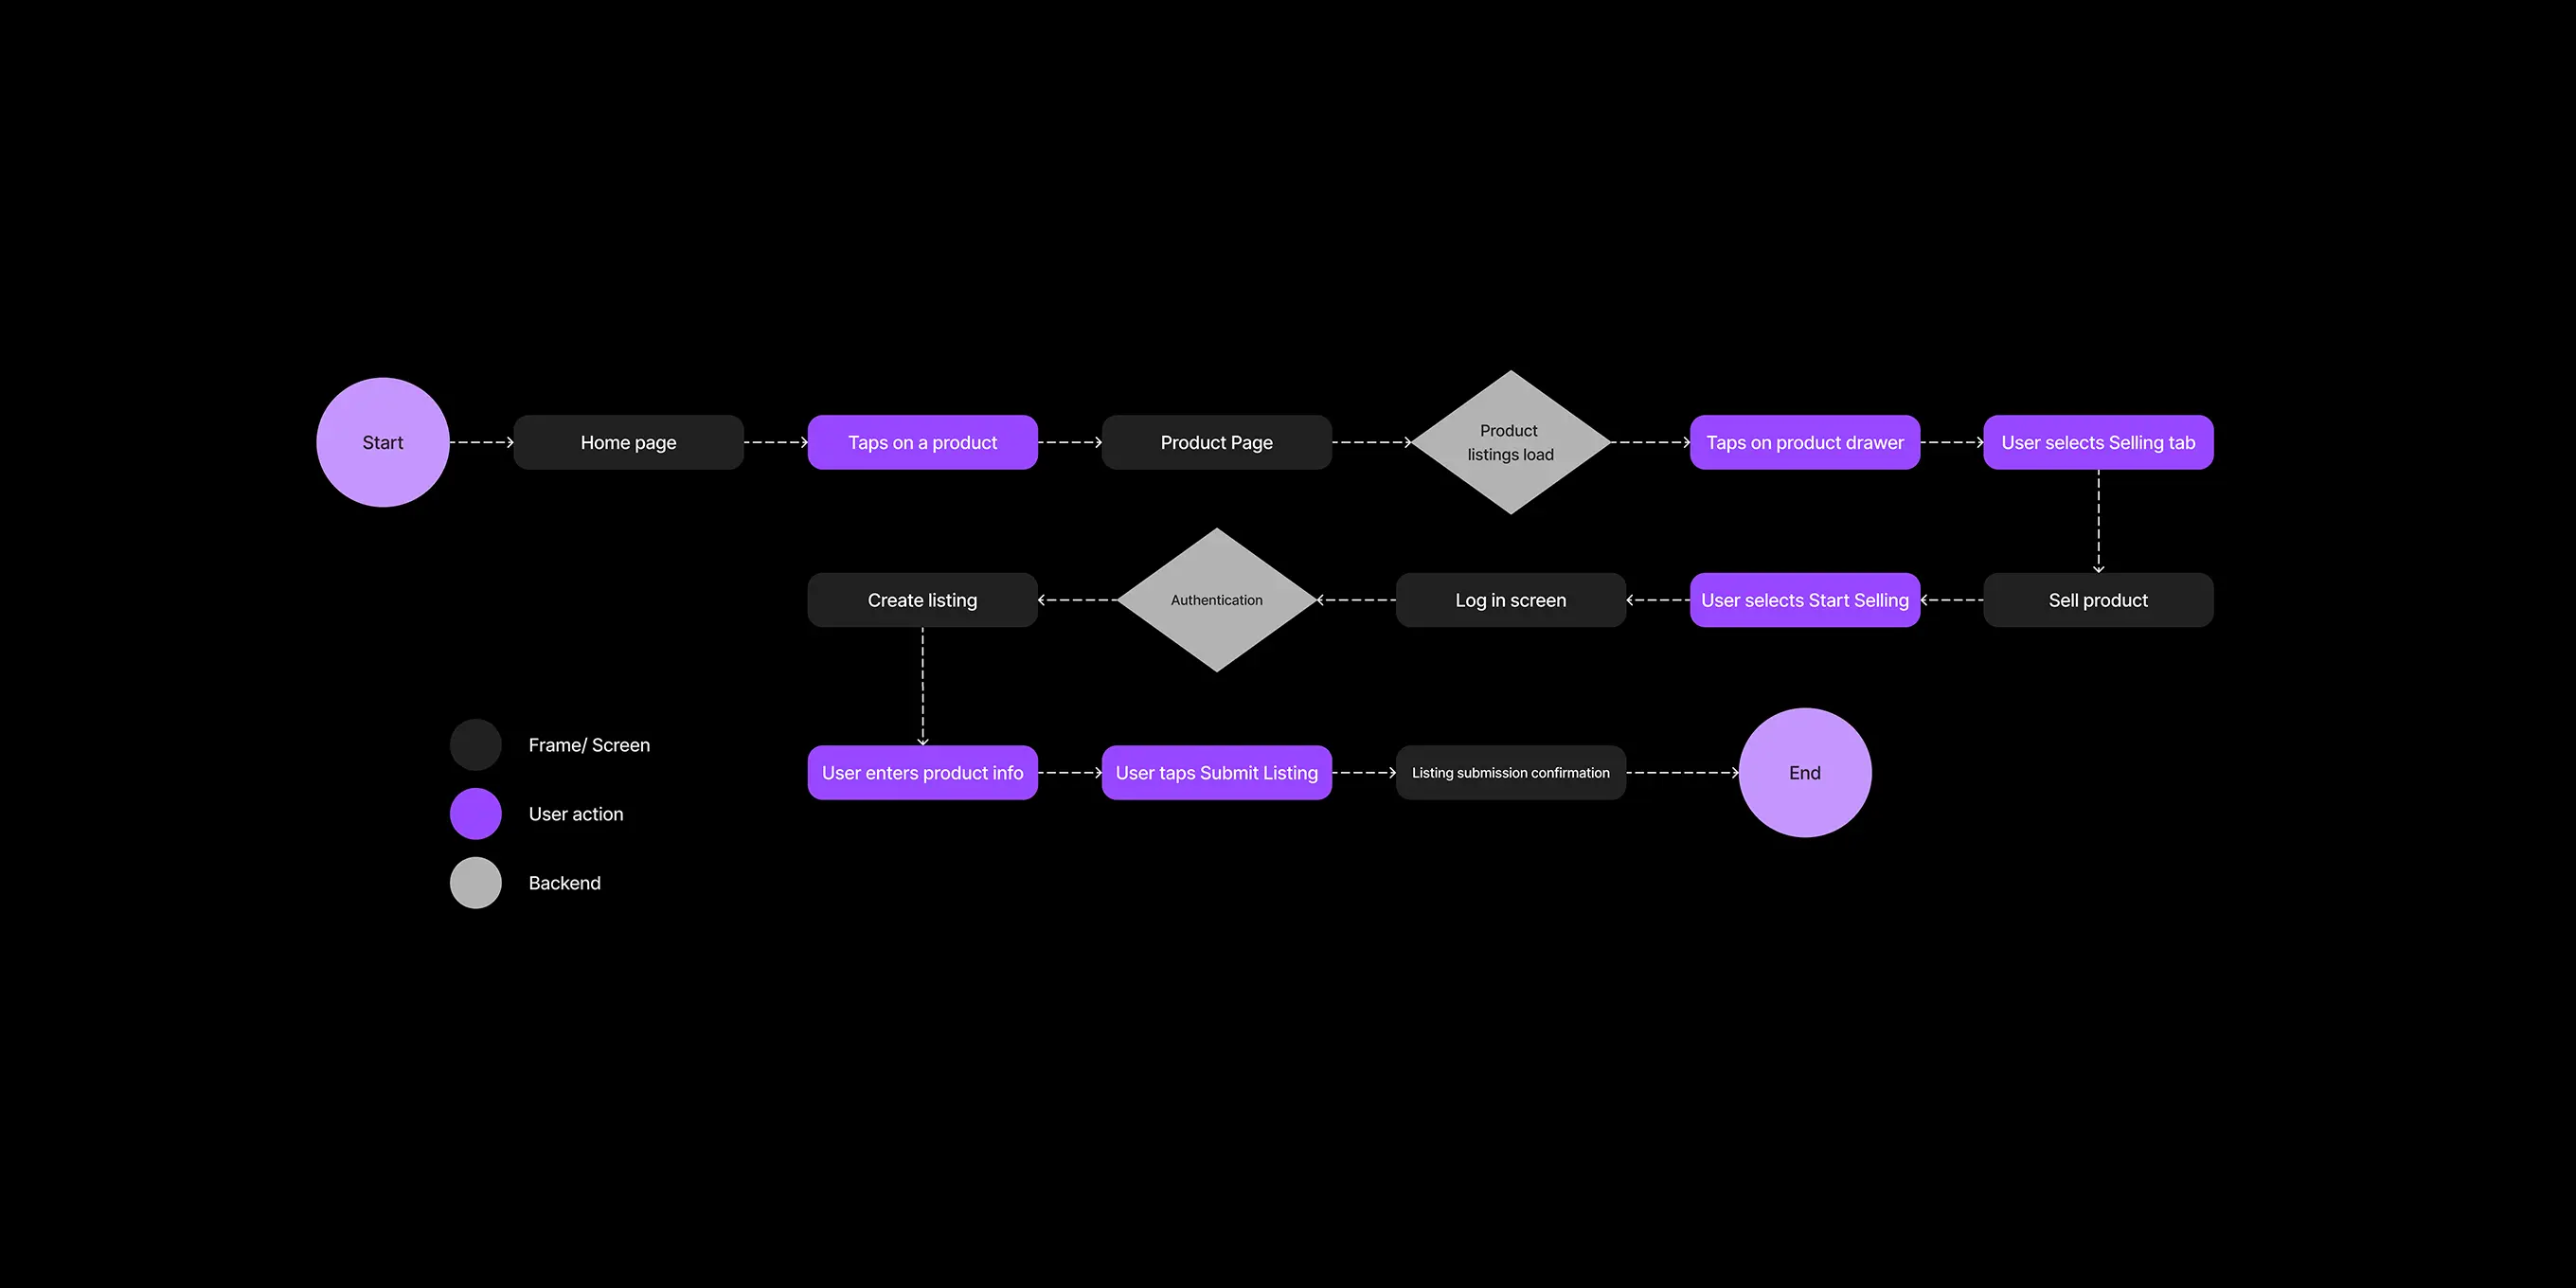 Start
Home page
Taps on a product
Product Page
Product
listings load
Taps on product drawer
User selects Selling tab
Sell product
User selects Start Selling
Log in screen
Authentication
Create listing
User enters product info
User taps Submit Listing
Listing submission confirmation
End
Frame/ Screen
User action
Backend